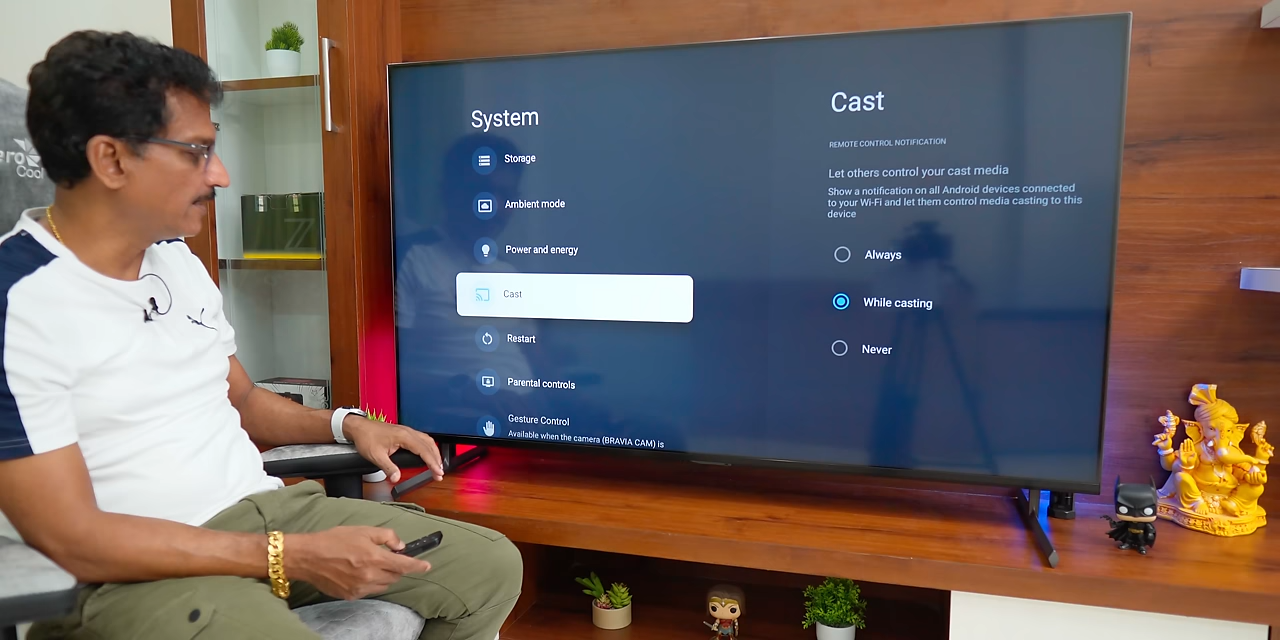 ero
Cool
System
Storage
Ambient mode
Power and energy
Cast
Restart
Parental controls
Gesture Control
Available when the camera (BRAVIA CAM) is
Cast
REMOTE CONTROL NOTIFICATION
Let others control your cast media
Show a notification on all Android devices connected
to your Wi-Fi and let them control media casting to this
device
Always
While casting
Never